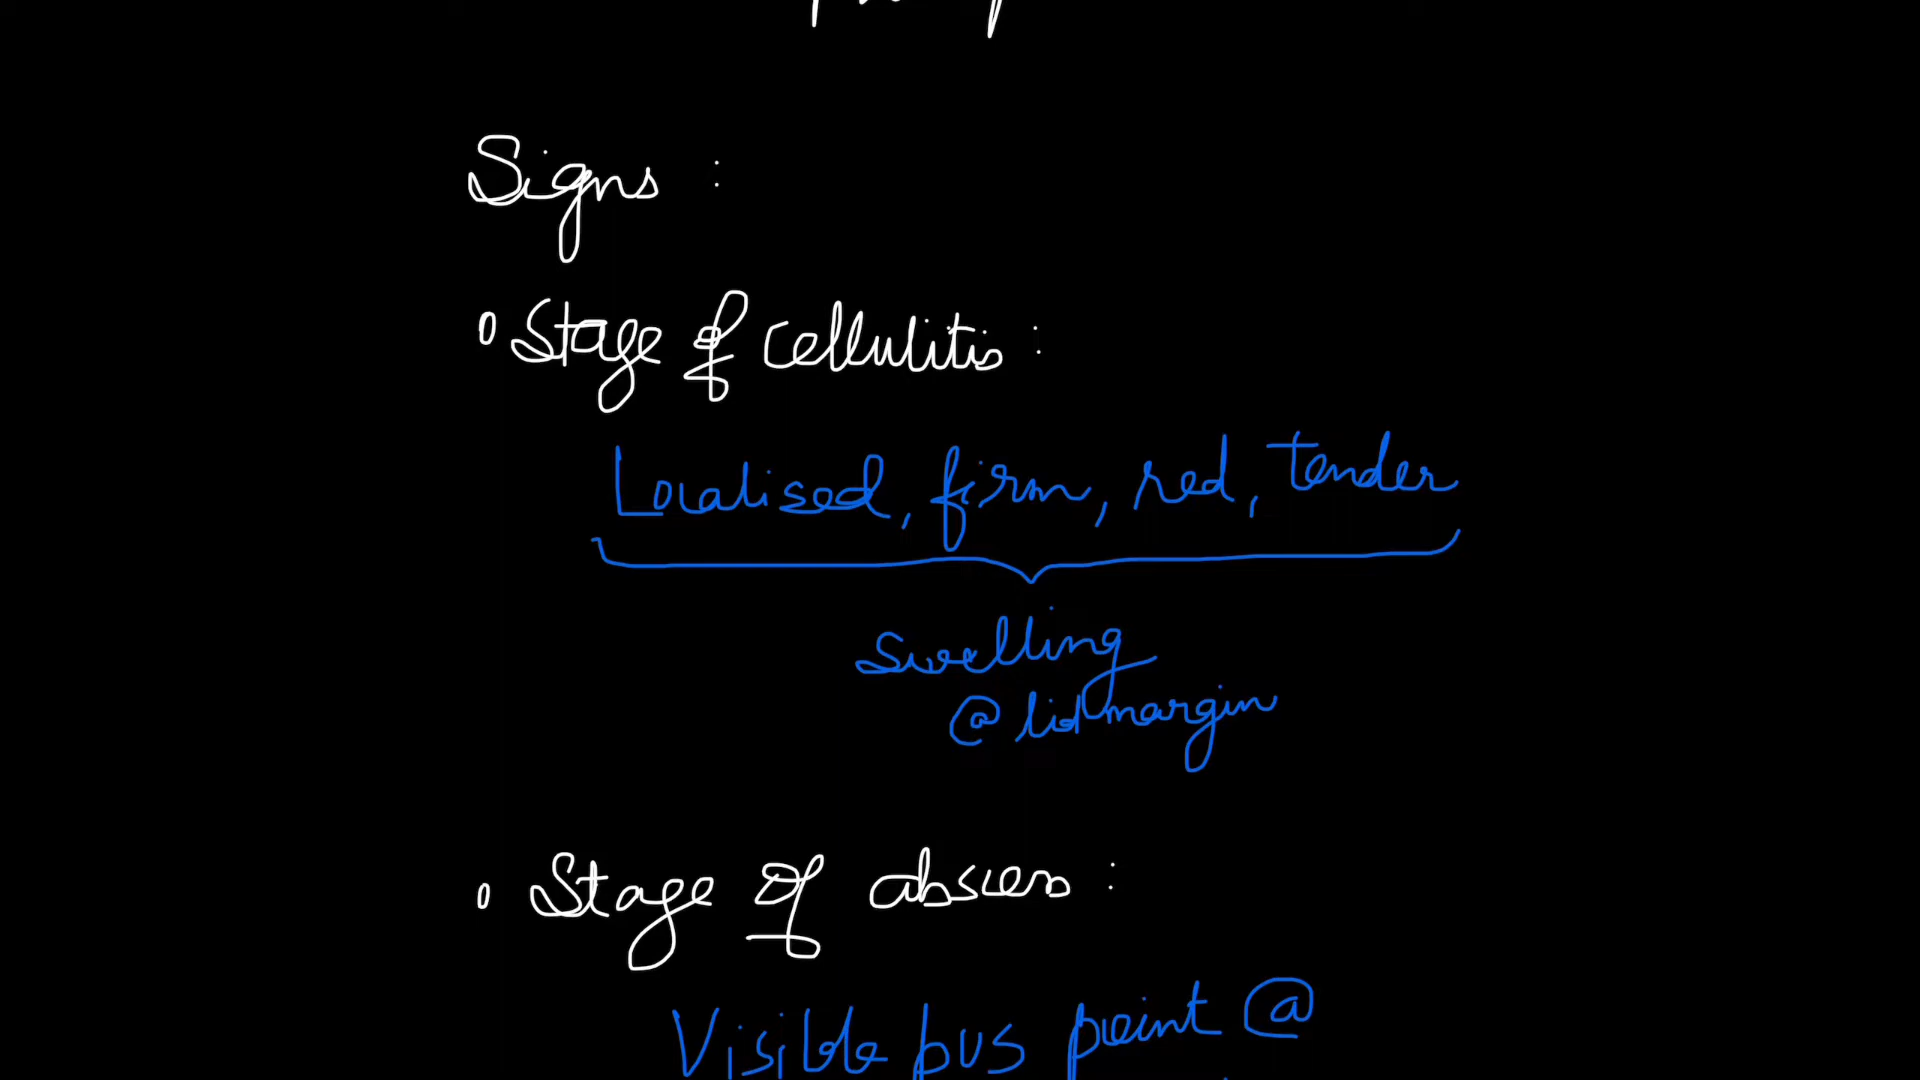 Signs :
Stage of cellulitis :
Localised, firm, red, tender
swelling
@ lid margin
Stage of abscess :
Visible pus point @